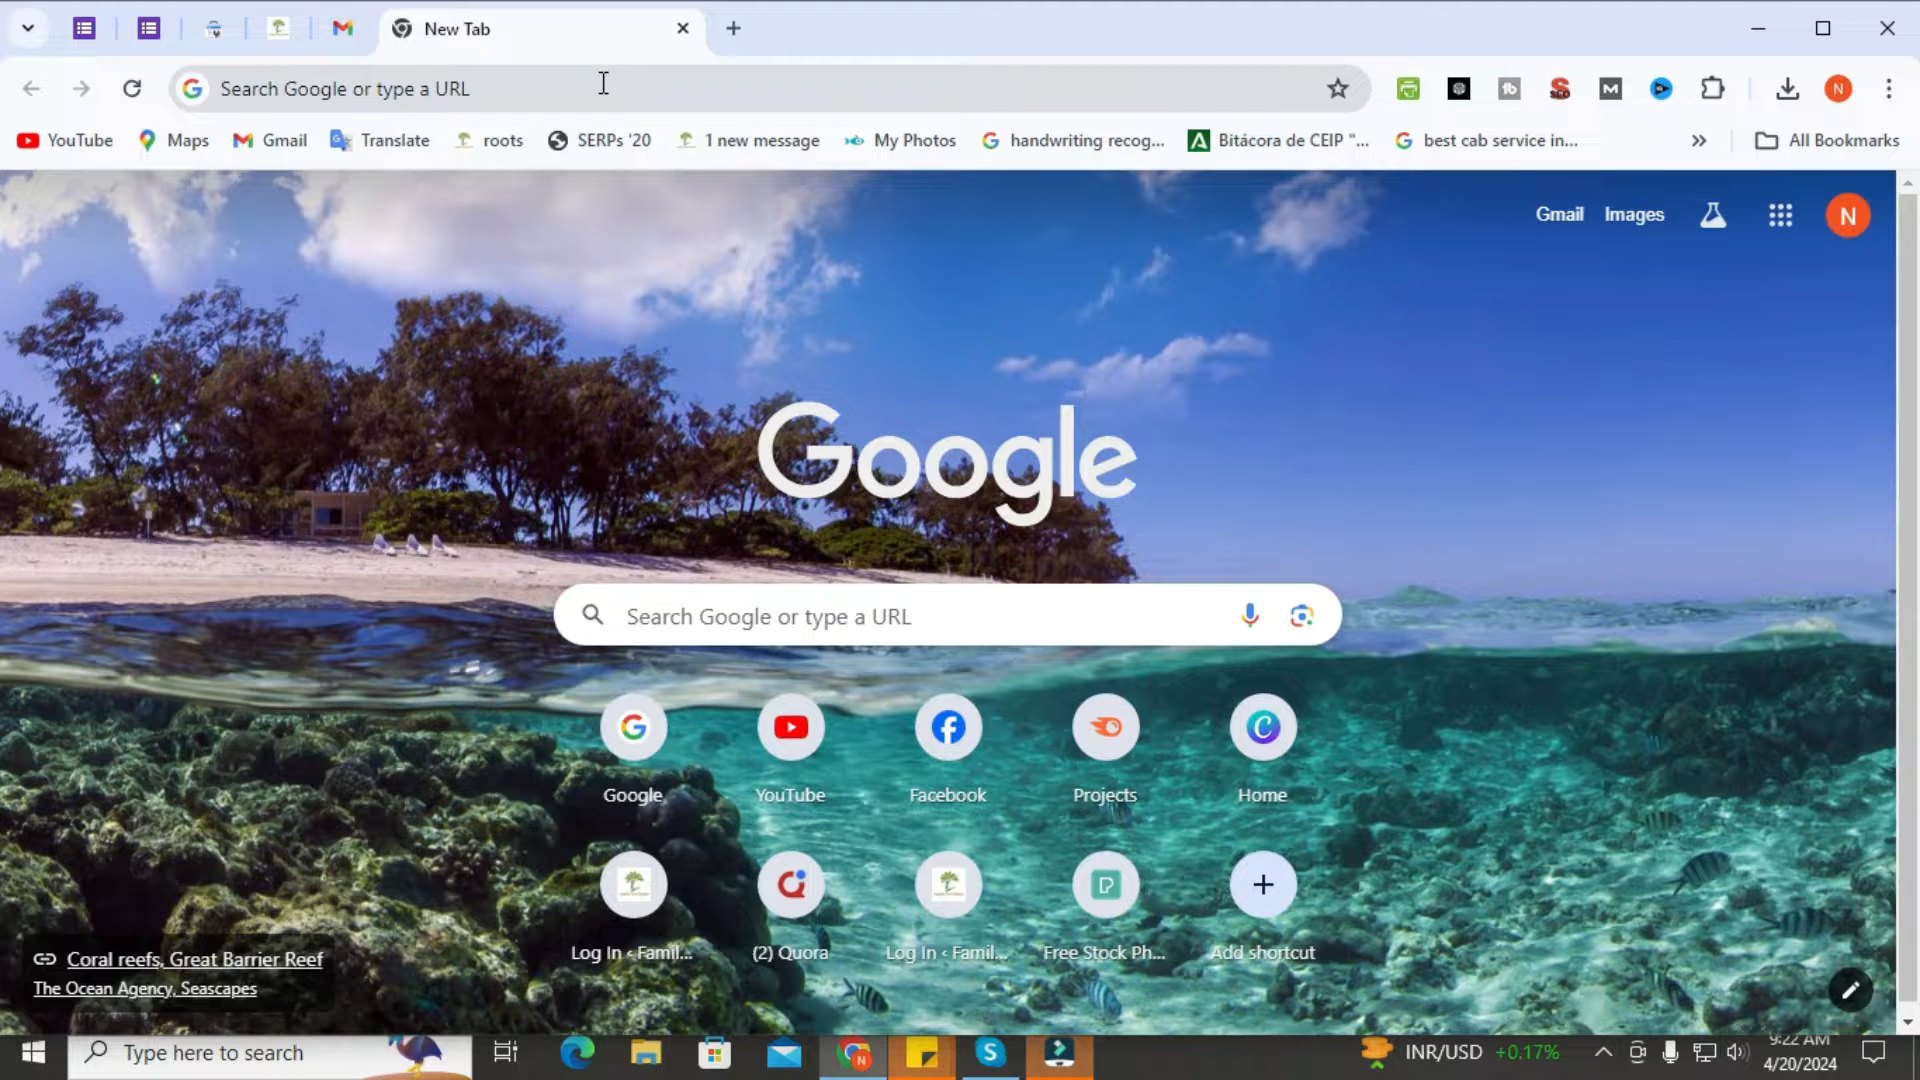 New Tab
Search Google or type a URL
YouTube
Maps
Gmail
Translate
roots
SERPs '20
1 new message
My Photos
handwriting recog...
Bitácora de CEIP "...
best cab service in...
All Bookmarks
Gmail
Images
N
Google
Search Google or type a URL
Google
YouTube
Facebook
Projects
Home
Log In ‹ Famil...
(2) Quora
Log In ‹ Famil...
Free Stock Ph...
Add shortcut
Coral reefs, Great Barrier Reef
The Ocean Agency, Seascapes
Type here to search
INR/USD +0.17%
9:22 AM
4/20/2024